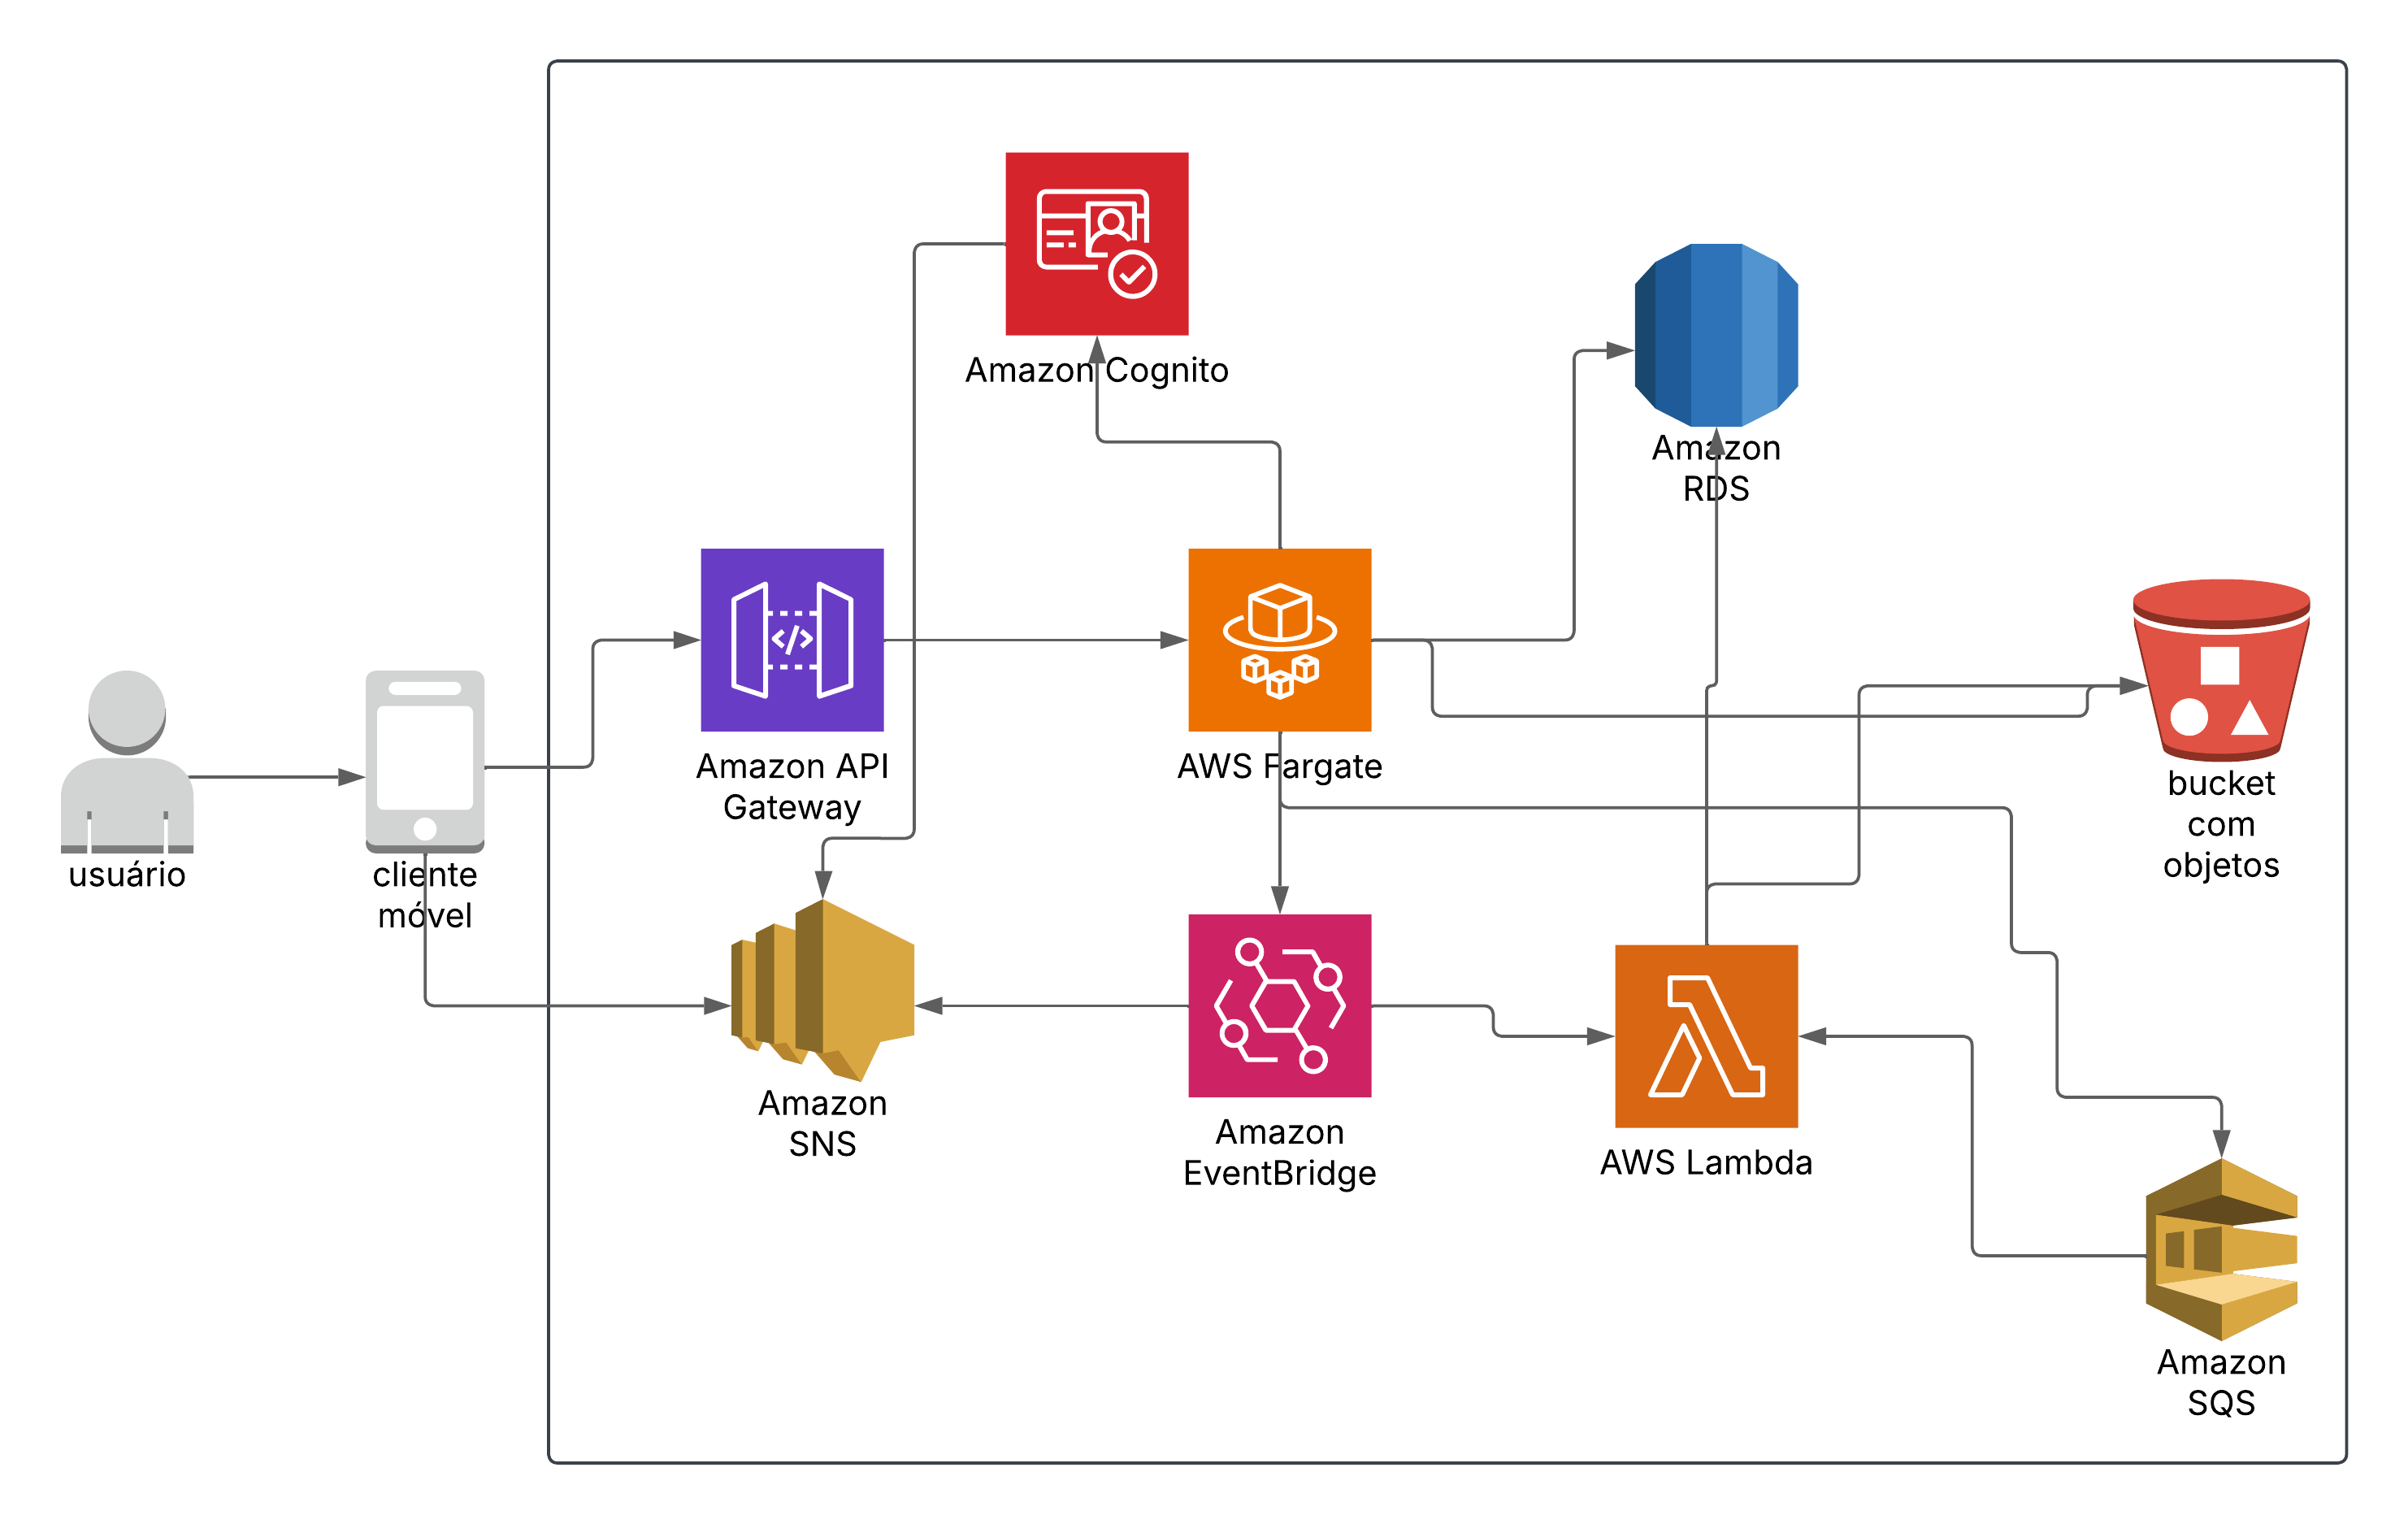 Amazon Cognito
Amazon
RDS
Amazon API
Gateway
AWS Fargate
bucket
com
objetos
usuário
cliente
móvel
Amazon
SNS
Amazon
EventBridge
AWS Lambda
Amazon
SQS